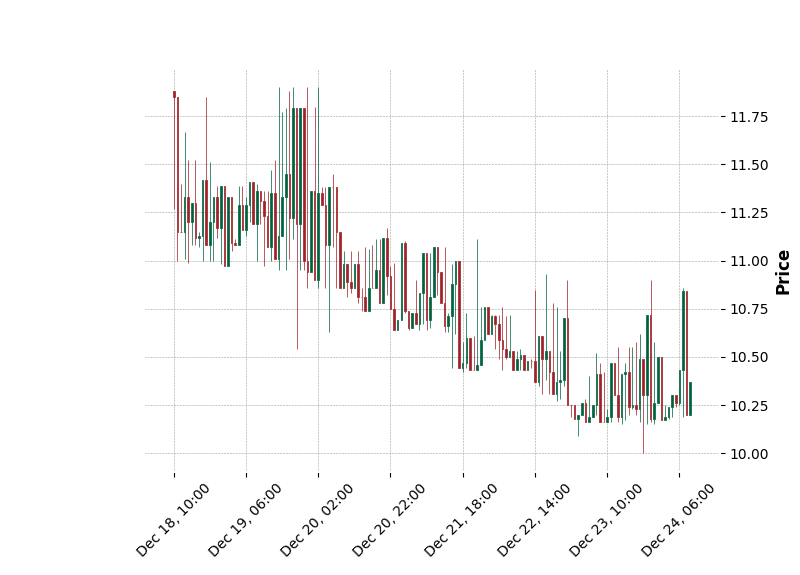 11.75
11.50
11.25
11.00
10.75
10.50
10.25
10.00
Price
Dec 18, 10:00
Dec 19, 06:00
Dec 20, 02:00
Dec 20, 22:00
Dec 21, 18:00
Dec 22, 14:00
Dec 23, 10:00
Dec 24, 06:00